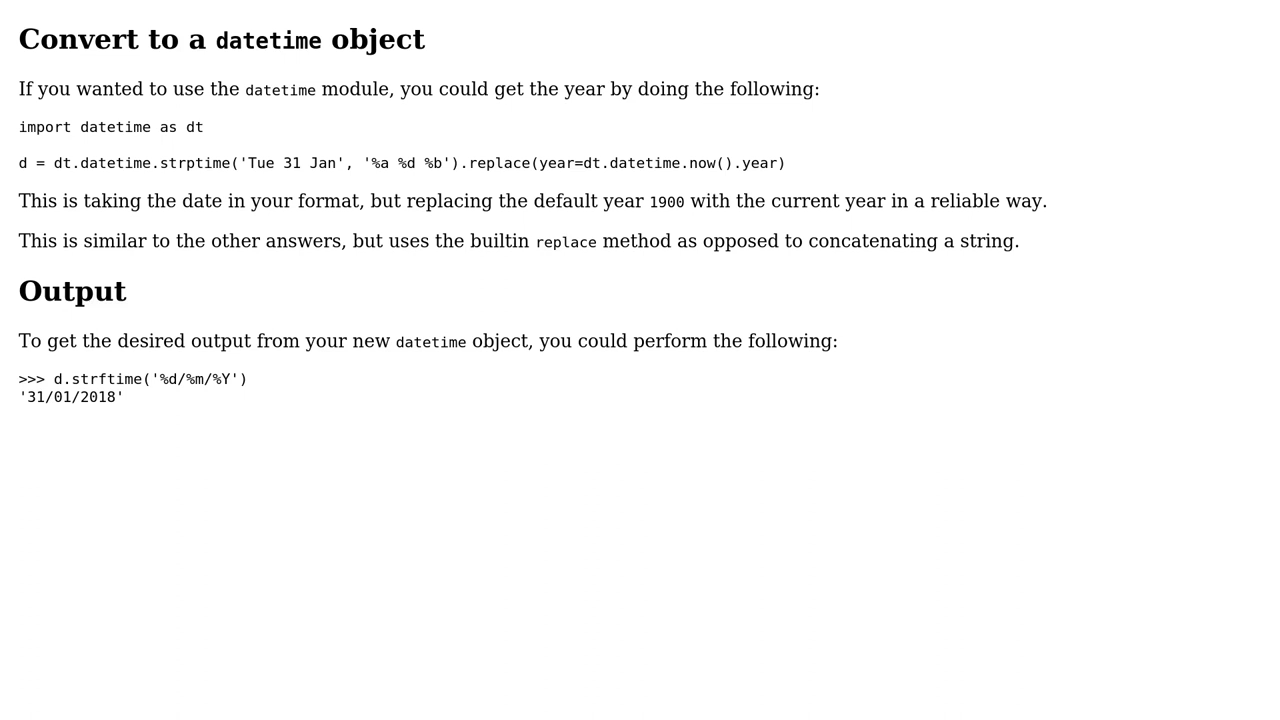 Convert to a datetime object
If you wanted to use the datetime module, you could get the year by doing the following:
import datetime as dt
d = dt.datetime.strptime('Tue 31 Jan', '%a %d %b').replace(year=dt.datetime.now().year)
This is taking the date in your format, but replacing the default year 1900 with the current year in a reliable way.
This is similar to the other answers, but uses the builtin replace method as opposed to concatenating a string.
Output
To get the desired output from your new datetime object, you could perform the following:
>>> d.strftime('%d/%m/%Y')
'31/01/2018'